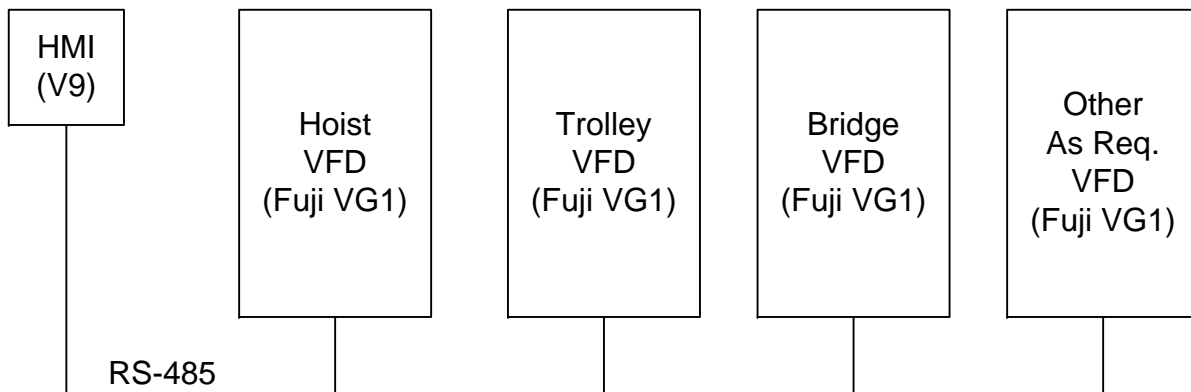 HMI
(V9)
Hoist
VFD
(Fuji VG1)
Trolley
VFD
(Fuji VG1)
Bridge
VFD
(Fuji VG1)
Other
As Req.
VFD
(Fuji VG1)
RS-485